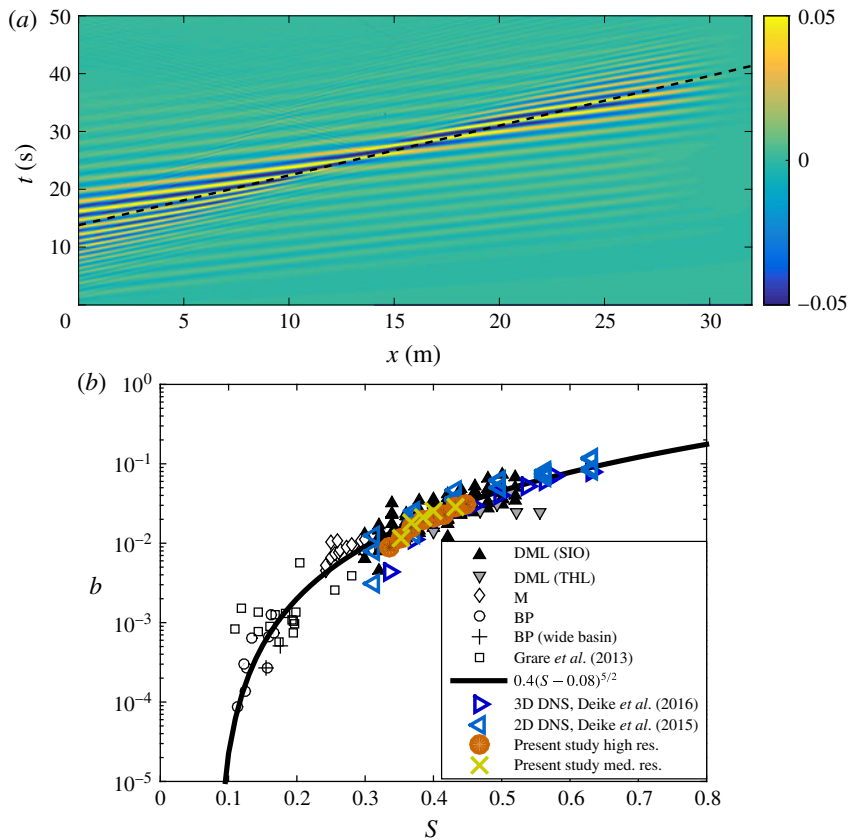 (a)
50
40
30
20
10
0
t (s)
5
10
15
20
25
30
x (m)
0.05
0
−0.05
(b)
10^0
10^−1
10^−2
10^−3
10^−4
10^−5
b
0
0.1
0.2
0.3
0.4
0.5
0.6
0.7
0.8
S
DML (SIO)
DML (THL)
M
BP
BP (wide basin)
Grare et al. (2013)
0.4(S − 0.08)^5/2
3D DNS, Deike et al. (2016)
2D DNS, Deike et al. (2015)
Present study high res.
Present study med. res.